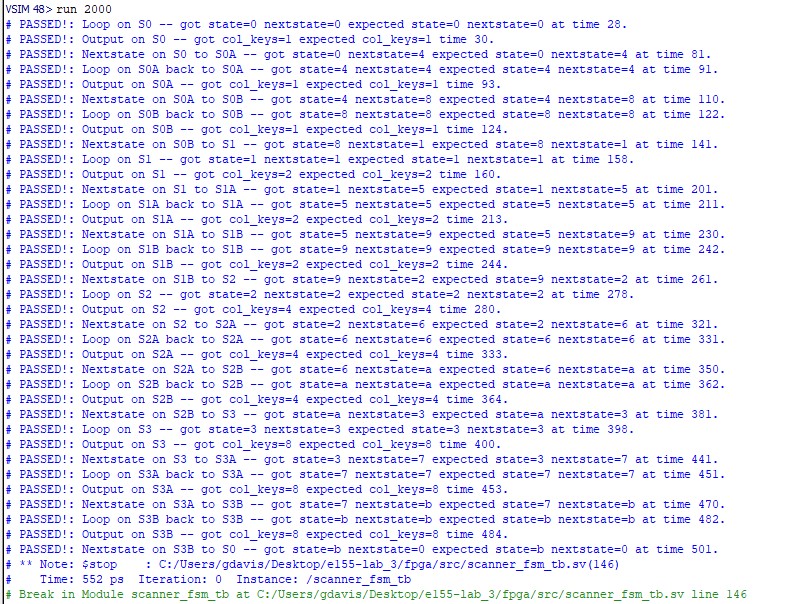 VSIM 48> run 2000
# PASSED!: Loop on S0 -- got state=0 nextstate=0 expected state=0 nextstate=0 at time 28.
# PASSED!: Output on S0 -- got col_keys=1 expected col_keys=1 time 30.
# PASSED!: Nextstate on S0 to S0A -- got state=0 nextstate=4 expected state=0 nextstate=4 at time 81.
# PASSED!: Loop on S0A back to S0A -- got state=4 nextstate=4 expected state=4 nextstate=4 at time 91.
# PASSED!: Output on S0A -- got col_keys=1 expected col_keys=1 time 93.
# PASSED!: Nextstate on S0A to S0B -- got state=4 nextstate=8 expected state=4 nextstate=8 at time 110.
# PASSED!: Loop on S0B back to S0B -- got state=8 nextstate=8 expected state=8 nextstate=8 at time 122.
# PASSED!: Output on S0B -- got col_keys=1 expected col_keys=1 time 124.
# PASSED!: Nextstate on S0B to S1 -- got state=8 nextstate=1 expected state=8 nextstate=1 at time 141.
# PASSED!: Loop on S1 -- got state=1 nextstate=1 expected state=1 nextstate=1 at time 158.
# PASSED!: Output on S1 -- got col_keys=2 expected col_keys=2 time 160.
# PASSED!: Nextstate on S1 to S1A -- got state=1 nextstate=5 expected state=1 nextstate=5 at time 201.
# PASSED!: Loop on S1A back to S1A -- got state=5 nextstate=5 expected state=5 nextstate=5 at time 211.
# PASSED!: Output on S1A -- got col_keys=2 expected col_keys=2 time 213.
# PASSED!: Nextstate on S1A to S1B -- got state=5 nextstate=9 expected state=5 nextstate=9 at time 230.
# PASSED!: Loop on S1B back to S1B -- got state=9 nextstate=9 expected state=9 nextstate=9 at time 242.
# PASSED!: Output on S1B -- got col_keys=2 expected col_keys=2 time 244.
# PASSED!: Nextstate on S1B to S2 -- got state=9 nextstate=2 expected state=9 nextstate=2 at time 261.
# PASSED!: Loop on S2 -- got state=2 nextstate=2 expected state=2 nextstate=2 at time 278.
# PASSED!: Output on S2 -- got col_keys=4 expected col_keys=4 time 280.
# PASSED!: Nextstate on S2 to S2A -- got state=2 nextstate=6 expected state=2 nextstate=6 at time 321.
# PASSED!: Loop on S2A back to S2A -- got state=6 nextstate=6 expected state=6 nextstate=6 at time 331.
# PASSED!: Output on S2A -- got col_keys=4 expected col_keys=4 time 333.
# PASSED!: Nextstate on S2A to S2B -- got state=6 nextstate=a expected state=6 nextstate=a at time 350.
# PASSED!: Loop on S2B back to S2B -- got state=a nextstate=a expected state=a nextstate=a at time 362.
# PASSED!: Output on S2B -- got col_keys=4 expected col_keys=4 time 364.
# PASSED!: Nextstate on S2B to S3 -- got state=a nextstate=3 expected state=a nextstate=3 at time 381.
# PASSED!: Loop on S3 -- got state=3 nextstate=3 expected state=3 nextstate=3 at time 398.
# PASSED!: Output on S3 -- got col_keys=8 expected col_keys=8 time 400.
# PASSED!: Nextstate on S3 to S3A -- got state=3 nextstate=7 expected state=3 nextstate=7 at time 441.
# PASSED!: Loop on S3A back to S3A -- got state=7 nextstate=7 expected state=7 nextstate=7 at time 451.
# PASSED!: Output on S3A -- got col_keys=8 expected col_keys=8 time 453.
# PASSED!: Nextstate on S3A to S3B -- got state=7 nextstate=b expected state=7 nextstate=b at time 470.
# PASSED!: Loop on S3B back to S3B -- got state=b nextstate=b expected state=b nextstate=b at time 482.
# PASSED!: Output on S3B -- got col_keys=8 expected col_keys=8 time 484.
# PASSED!: Nextstate on S3B to S0 -- got state=b nextstate=0 expected state=b nextstate=0 at time 501.
# ** Note: $stop    : C:/Users/gdavis/Desktop/e155-lab_3/fpga/src/scanner_fsm_tb.sv(146)
#    Time: 552 ps  Iteration: 0  Instance: /scanner_fsm_tb
# Break in Module scanner_fsm_tb at C:/Users/gdavis/Desktop/e155-lab_3/fpga/src/scanner_fsm_tb.sv line 146